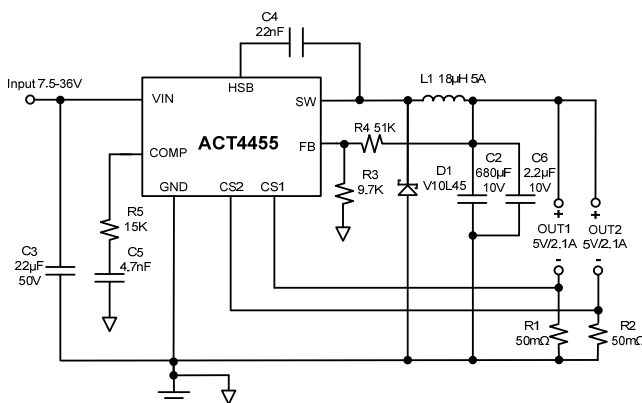 C4
22nF
Input 7.5-36V
HSB
L1 18µH 5A
VIN
SW
ACT4455
R4 51K
COMP
FB
GND
CS2
CS1
R3
9.7K
D1
V10L45
C2
680µF
10V
C6
2.2µF
10V
R5
15K
C5
4.7nF
C3
22µF
50V
+
+
OUT1
5V/2.1A
OUT2
5V/2.1A
-
-
R1
50mΩ
R2
50mΩ